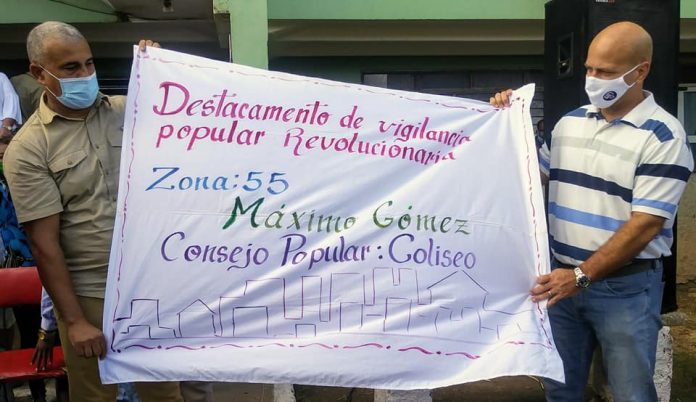 Destacamento de vigilancia
popular Revolucionaria
Zona: 55
Máximo Gómez
Consejo Popular: Coliseo